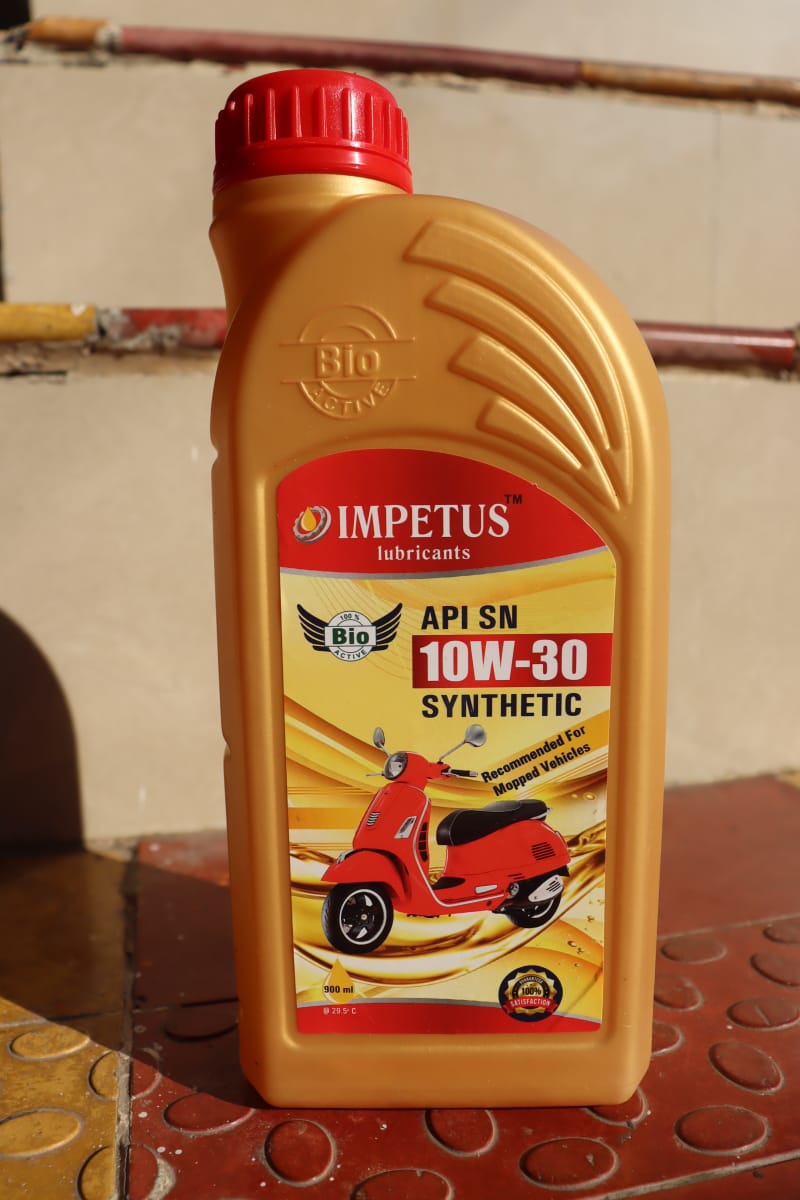 Bio
ACTIVE
IMPETUS™
lubricants
100 %
Bio
ACTIVE
API SN
10W-30
SYNTHETIC
Recommended For
Mopped Vehicles
900 ml
@ 29.5° C
GUARANTEED
100%
SATISFACTION